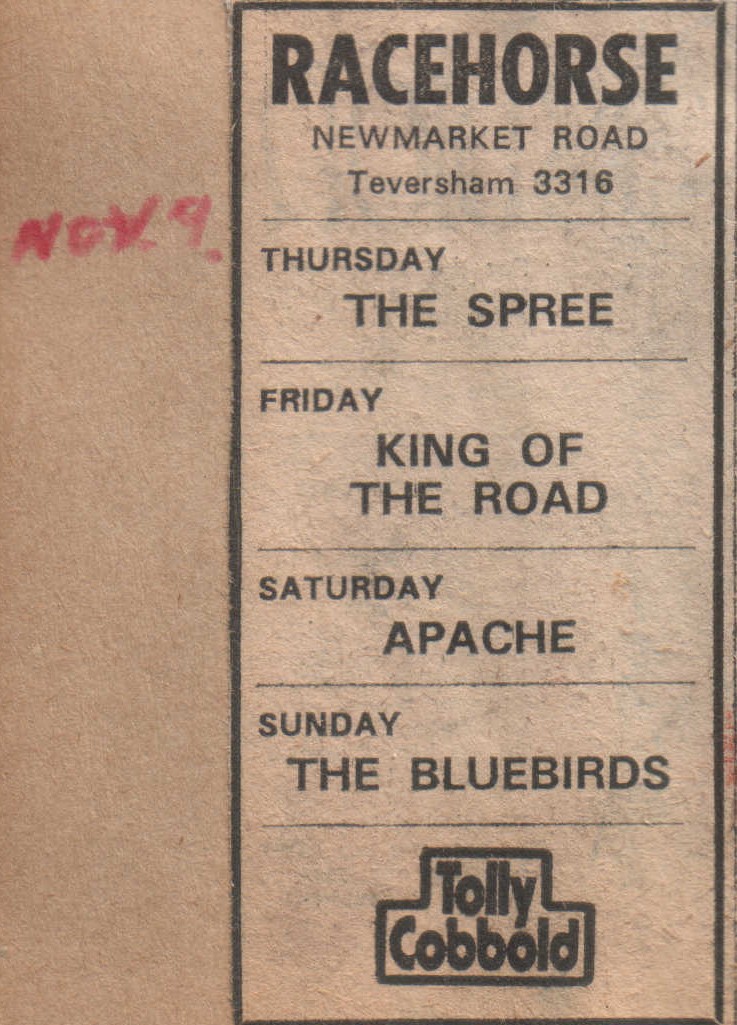 RACEHORSE
NEWMARKET ROAD
Teversham 3316
NOV. 9.
THURSDAY
THE SPREE
FRIDAY
KING OF
THE ROAD
SATURDAY
APACHE
SUNDAY
THE BLUEBIRDS
Tolly
Cobbold